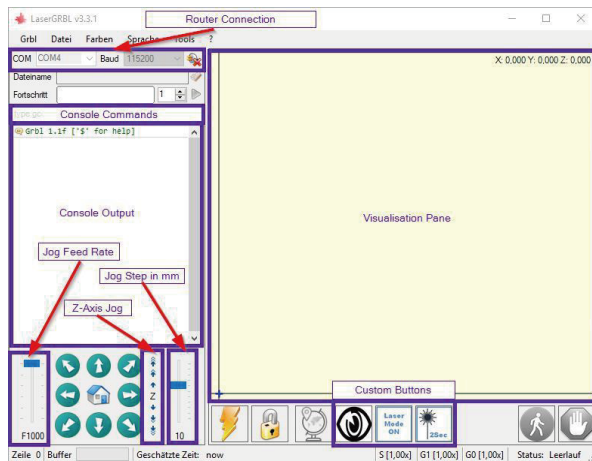 LaserGRBL v3.3.1
Router Connection
Grbl Datei Farben Sprache Tools ?
COM COM4 Baud 115200
X: 0,000 Y: 0,000 Z: 0,000
Dateiname
Fortschritt 1
Console Commands
Grbl 1.1f ['$' for help]
Console Output
Visualisation Pane
Jog Feed Rate
Jog Step in mm
Z-Axis Jog
Custom Buttons
Z
Laser
Mode
ON
2Sec
F1000
10
Zeile 0 Buffer Geschätzte Zeit: now S [1,00x] G1 [1,00x] G0 [1,00x] Status: Leerlauf